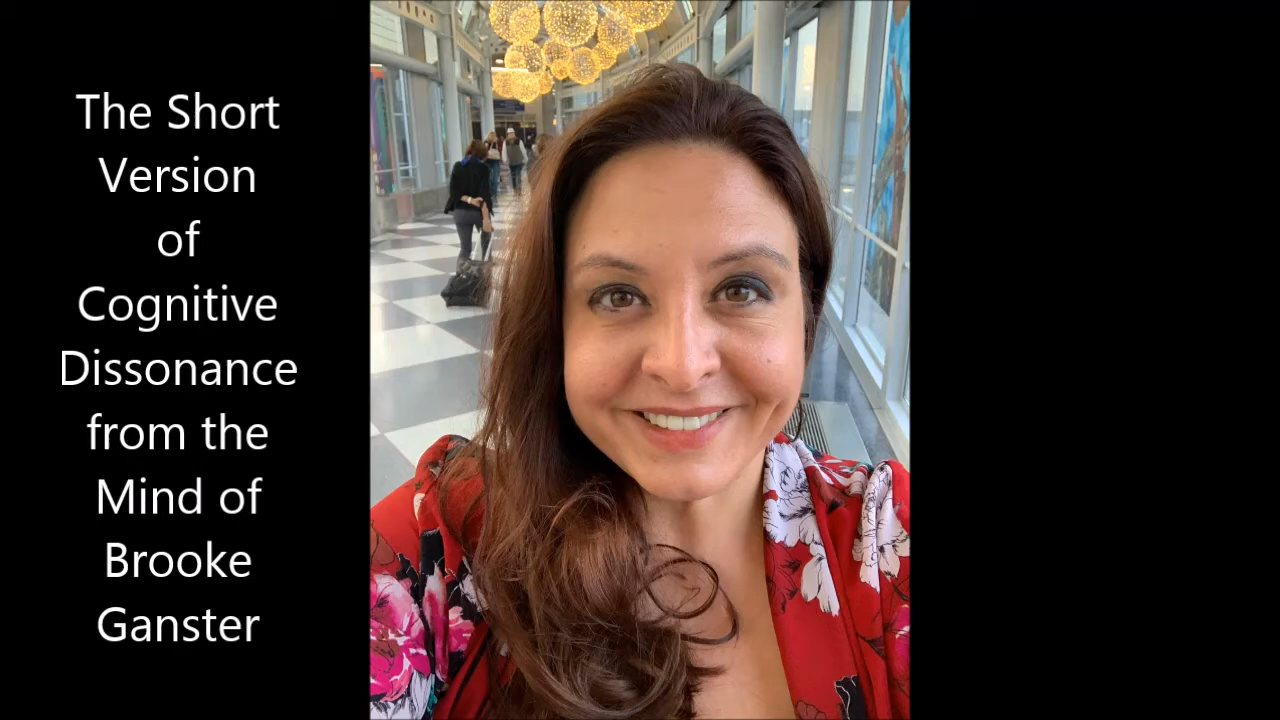 The Short
Version
of
Cognitive
Dissonance
from the
Mind of
Brooke
Ganster